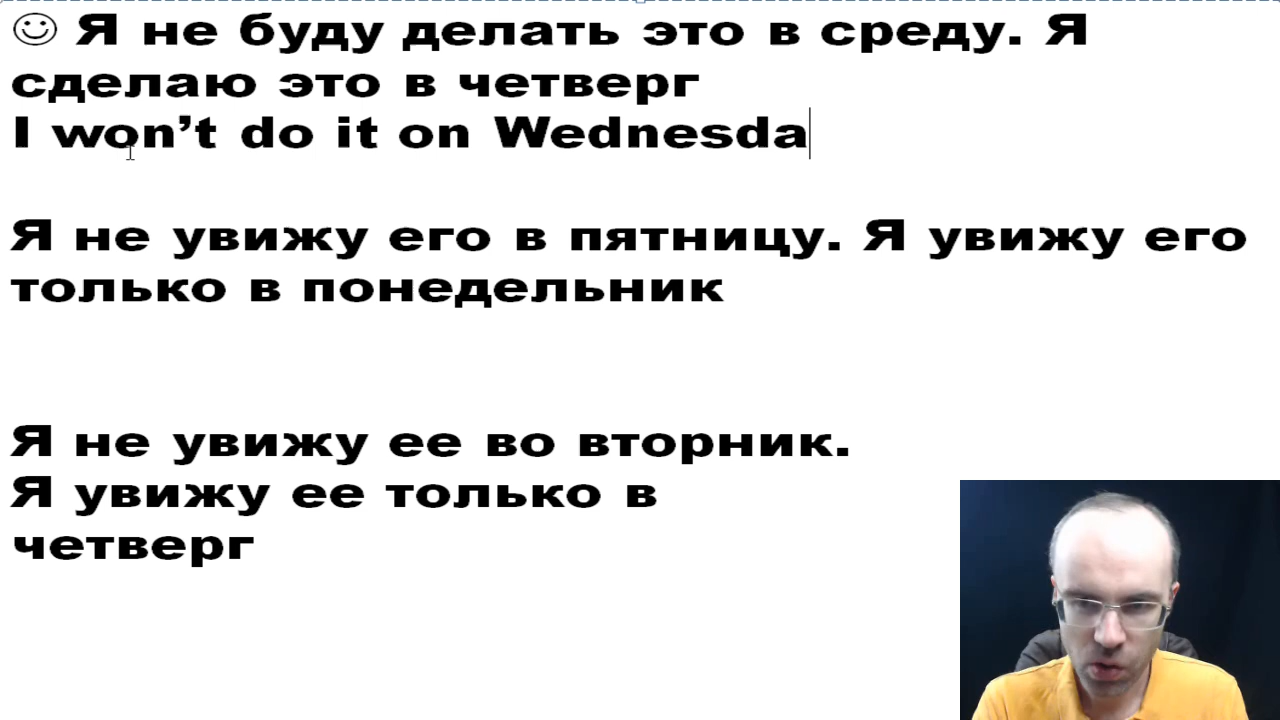 ☺ Я не буду делать это в среду. Я
сделаю это в четверг
I won’t do it on Wednesda
Я не увижу его в пятницу. Я увижу его
только в понедельник
Я не увижу ее во вторник.
Я увижу ее только в
четверг